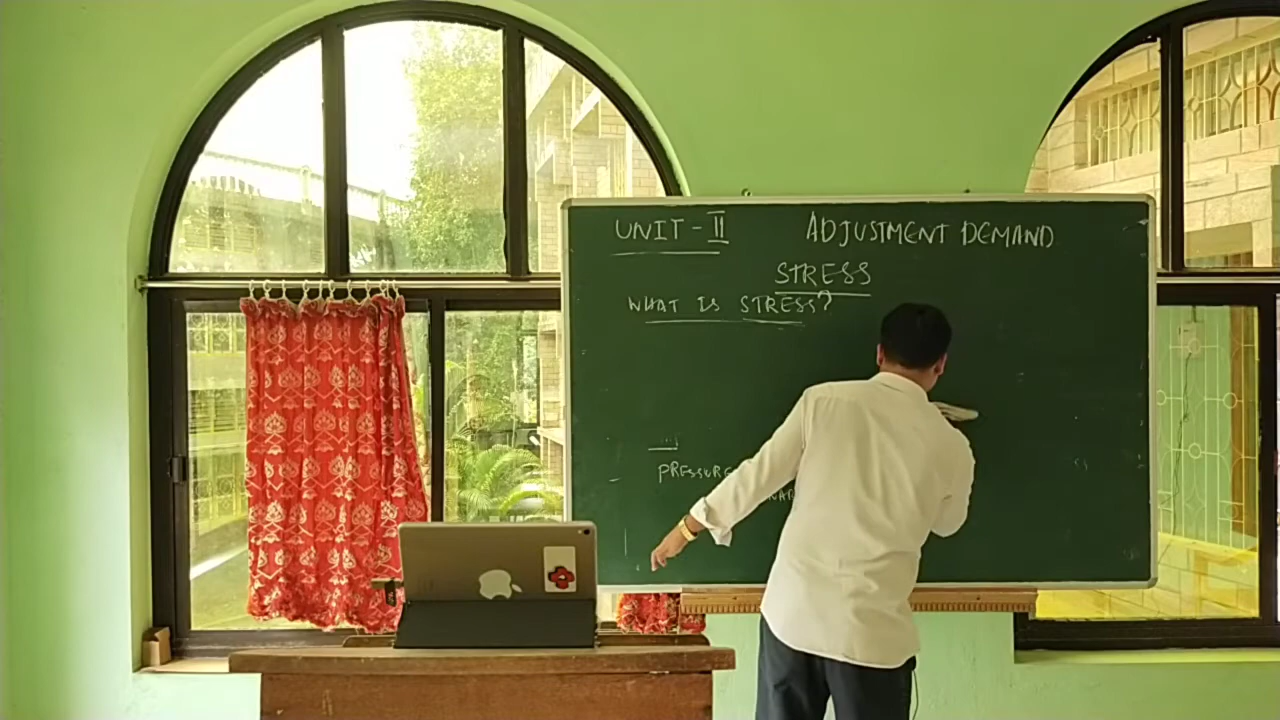 UNIT - II ADJUSTMENT DEMAND
STRESS
WHAT IS STRESS?
PRESSURE